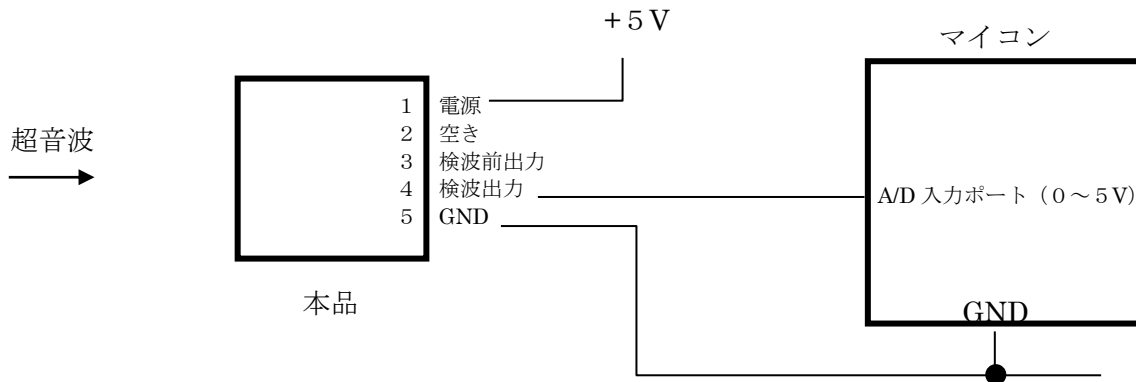 ＋５Ｖ
マイコン
超音波
１ 電源
２ 空き
３ 検波前出力
４ 検波出力
５ GND
A/D 入力ポート（０～５Ｖ）
本品
GND